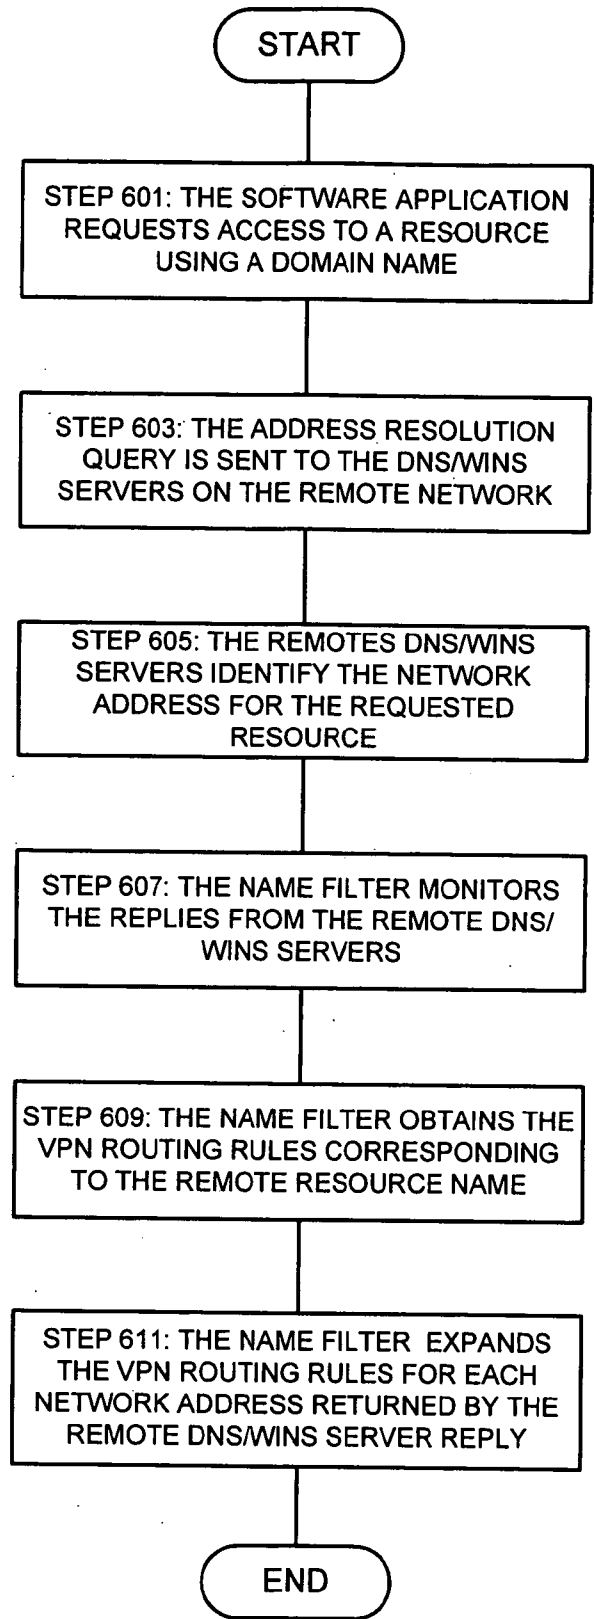 START
STEP 601: THE SOFTWARE APPLICATION
REQUESTS ACCESS TO A RESOURCE
USING A DOMAIN NAME
STEP 603: THE ADDRESS RESOLUTION
QUERY IS SENT TO THE DNS/WINS
SERVERS ON THE REMOTE NETWORK
STEP 605: THE REMOTES DNS/WINS
SERVERS IDENTIFY THE NETWORK
ADDRESS FOR THE REQUESTED
RESOURCE
STEP 607: THE NAME FILTER MONITORS
THE REPLIES FROM THE REMOTE DNS/
WINS SERVERS
STEP 609: THE NAME FILTER OBTAINS THE
VPN ROUTING RULES CORRESPONDING
TO THE REMOTE RESOURCE NAME
STEP 611: THE NAME FILTER EXPANDS
THE VPN ROUTING RULES FOR EACH
NETWORK ADDRESS RETURNED BY THE
REMOTE DNS/WINS SERVER REPLY
END